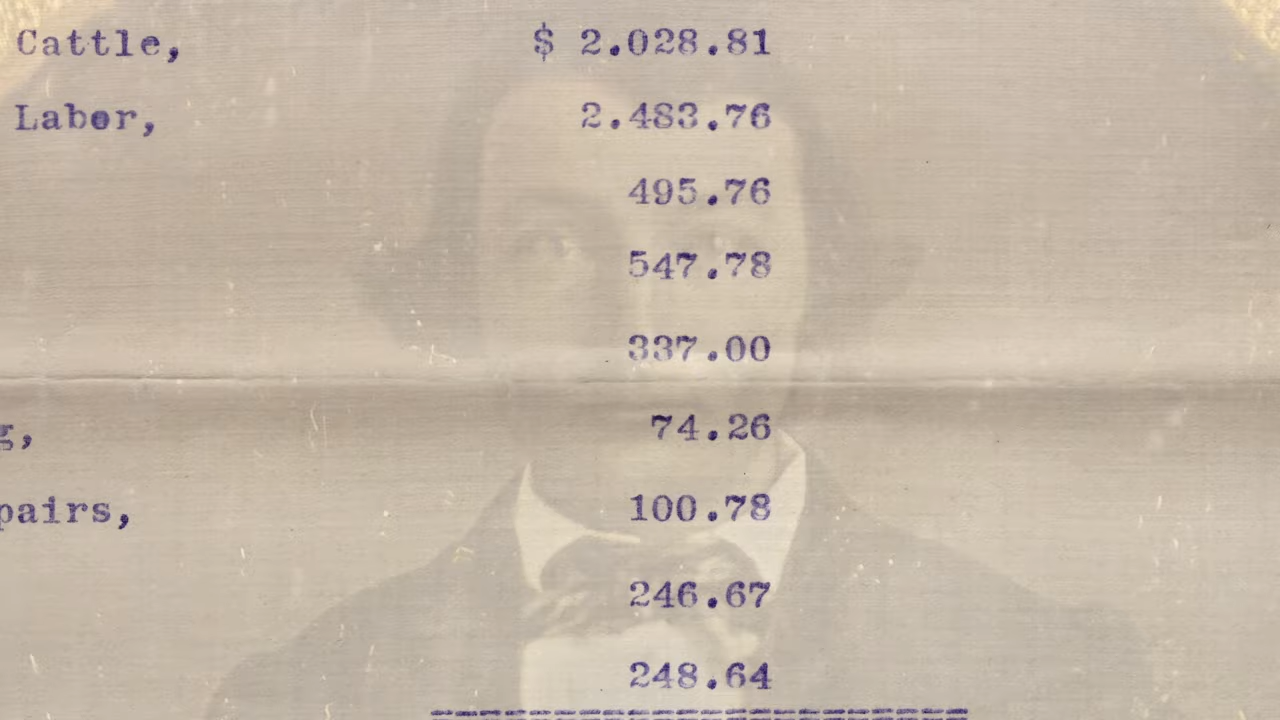 Cattle, $ 2.028.81
Labor, 2.483.76
495.76
547.78
337.00
g, 74.26
pairs, 100.78
246.67
248.64